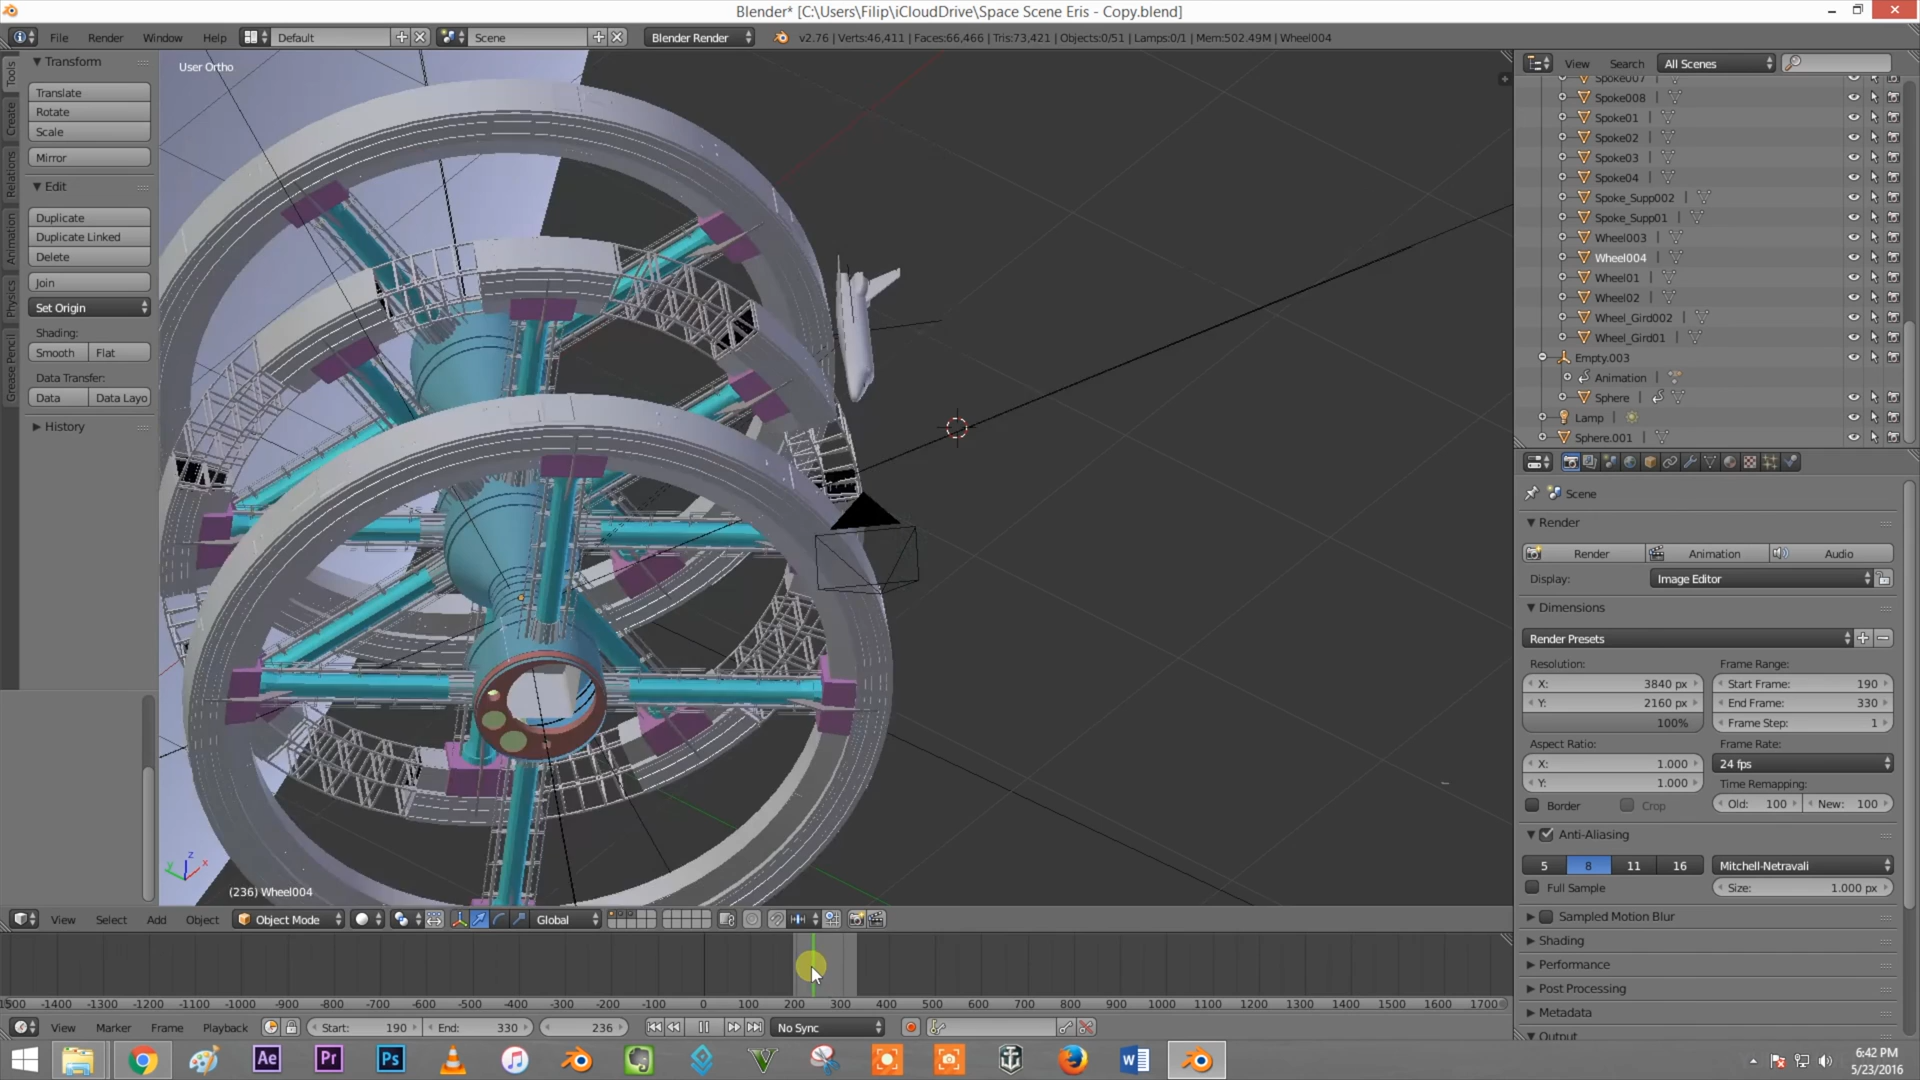 Blender* [C:\Users\Filip\iCloudDrive\Space Scene Eris - Copy.blend]
File Render Window Help Default Scene Blender Render v2.76 | Verts:46,411 | Faces:66,466 | Tris:73,421 | Objects:0/51 | Lamps:0/1 | Mem:502.49M | Wheel004
Tools
Create
Relations
Animation
Physics
Grease Pencil
Transform
Translate
Rotate
Scale
Mirror
Edit
Duplicate
Duplicate Linked
Delete
Join
Set Origin
Shading:
Smooth Flat
Data Transfer:
Data Data Layo
History
User Ortho
z
y x
(236) Wheel004
View Select Add Object Object Mode Global
View Search All Scenes
Spoke007
Spoke008
Spoke01
Spoke02
Spoke03
Spoke04
Spoke_Supp002
Spoke_Supp01
Wheel003
Wheel004
Wheel01
Wheel02
Wheel_Gird002
Wheel_Gird01
Empty.003
Animation
Sphere
Lamp
Sphere.001
Scene
Render
Render Animation Audio
Display: Image Editor
Dimensions
Render Presets
Resolution: Frame Range:
X: 3840 px Start Frame: 190
Y: 2160 px End Frame: 330
100% Frame Step: 1
Aspect Ratio: Frame Rate:
X: 1.000 24 fps
Y: 1.000 Time Remapping:
Border Crop Old: 100 New: 100
Anti-Aliasing
5 8 11 16 Mitchell-Netravali
Full Sample Size: 1.000 px
Sampled Motion Blur
Shading
Performance
Post Processing
Metadata
Output
-1500 -1400 -1300 -1200 -1100 -1000 -900 -800 -700 -600 -500 -400 -300 -200 -100 0 100 200 300 400 500 600 700 800 900 1000 1100 1200 1300 1400 1500 1600 1700
View Marker Frame Playback Start: 190 End: 330 236 No Sync
Ae Pr Ps
6:42 PM
5/23/2016